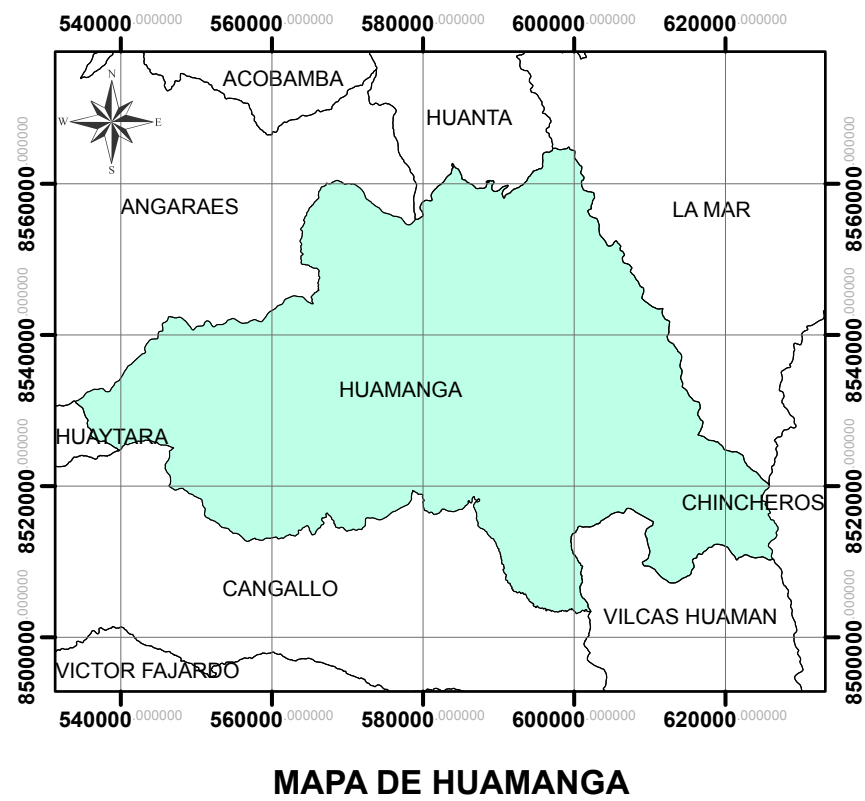 540000.000000 560000.000000 580000.000000 600000.000000 620000.000000
ACOBAMBA
N
W E
S
HUANTA
8560000.000000 8560000.000000
ANGARAES
LA MAR
8540000.000000 8540000.000000
HUAMANGA
HUAYTARA
8520000.000000 8520000.000000
CHINCHEROS
CANGALLO
VILCAS HUAMAN
8500000.000000 8500000.000000
VICTOR FAJARDO
540000.000000 560000.000000 580000.000000 600000.000000 620000.000000
MAPA DE HUAMANGA